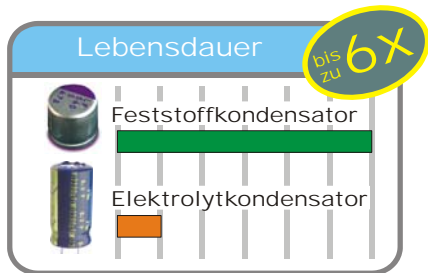 Lebensdauer
bis zu 6x
Feststoffkondensator
Elektrolytkondensator